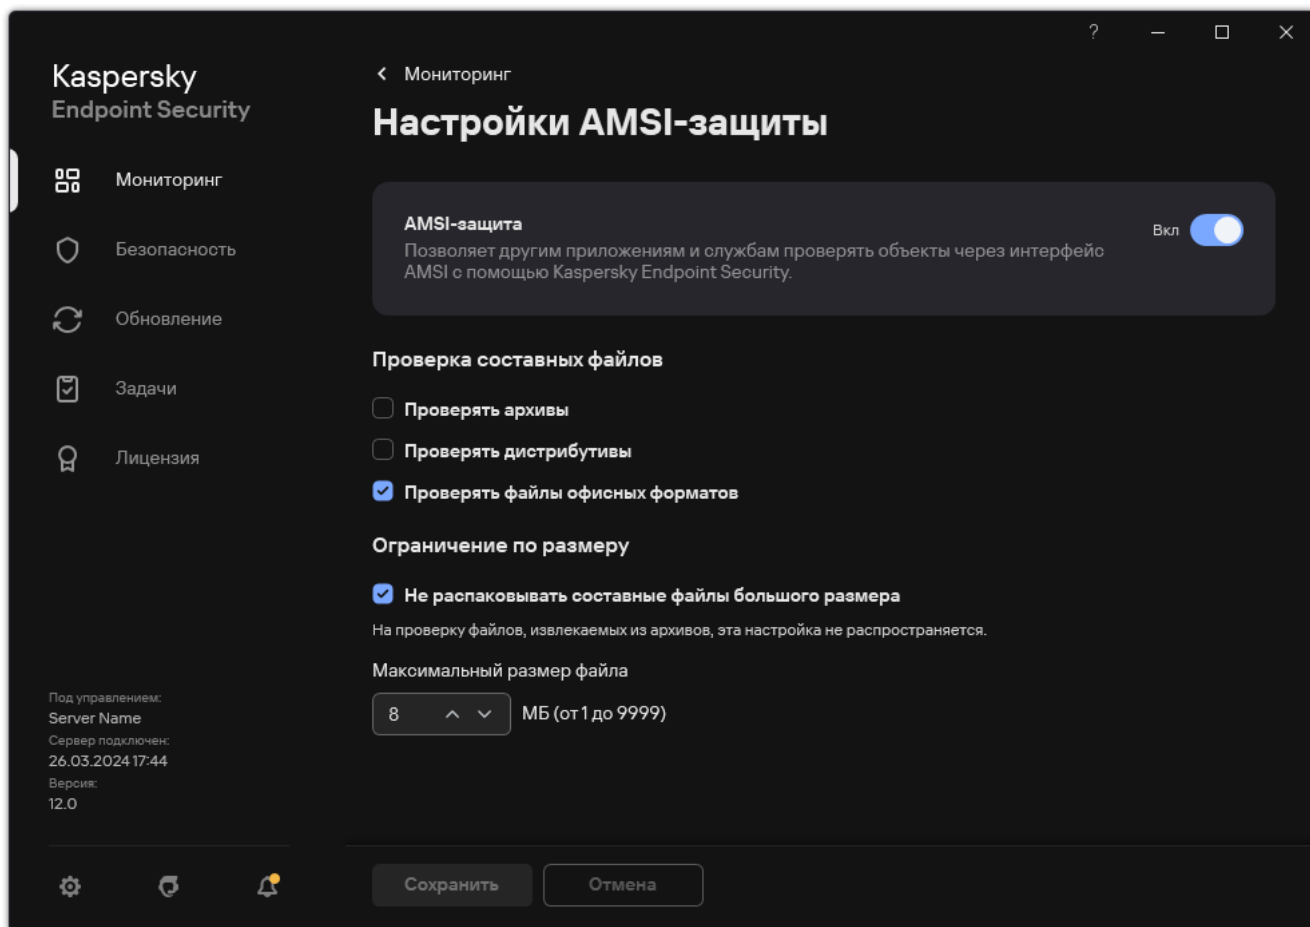 ?
Kaspersky
Endpoint Security
Мониторинг
Безопасность
Обновление
Задачи
Лицензия
Под управлением:
Server Name
Сервер подключен:
26.03.2024 17:44
Версия:
12.0
Мониторинг
Настройки AMSI-защиты
AMSI-защита
Позволяет другим приложениям и службам проверять объекты через интерфейс
AMSI с помощью Kaspersky Endpoint Security.
Вкл
Проверка составных файлов
Проверять архивы
Проверять дистрибутивы
Проверять файлы офисных форматов
Ограничение по размеру
Не распаковывать составные файлы большого размера
На проверку файлов, извлекаемых из архивов, эта настройка не распространяется.
Максимальный размер файла
8 МБ (от 1 до 9999)
Сохранить
Отмена